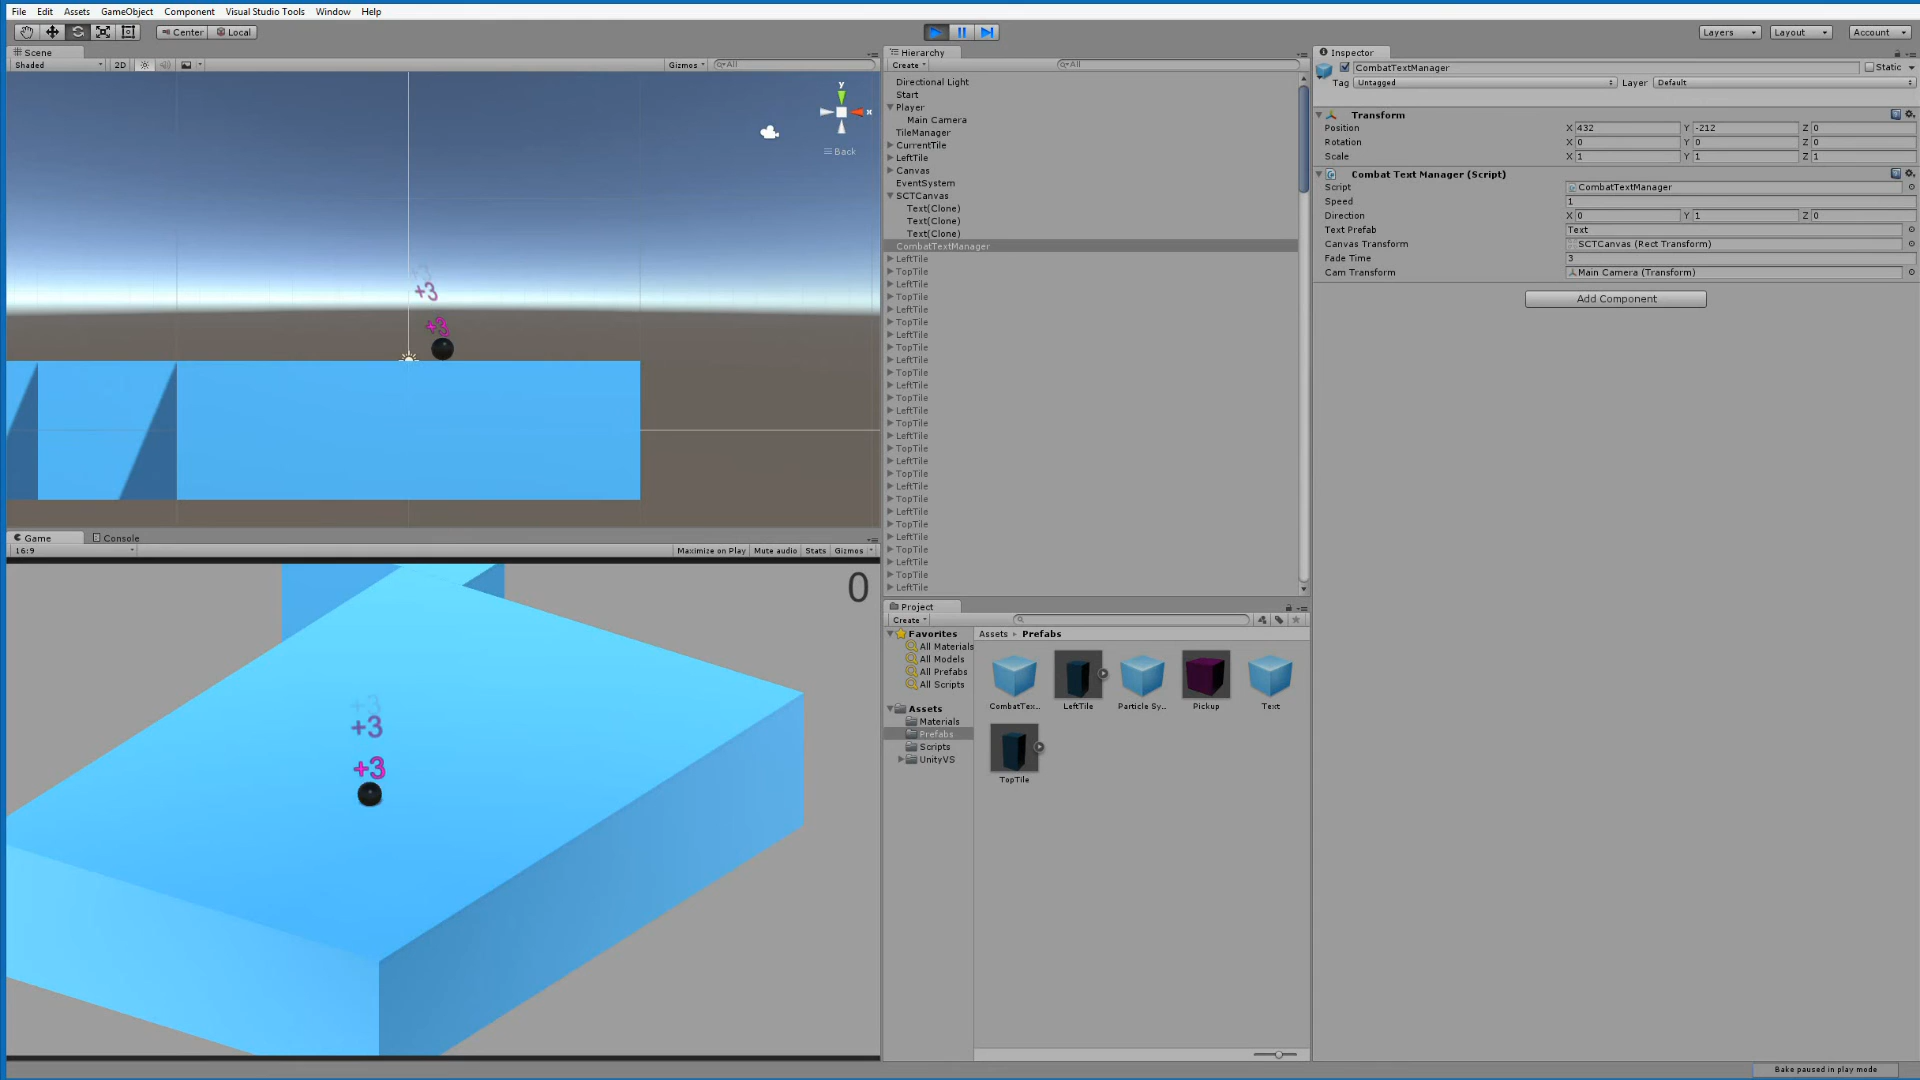 File Edit Assets GameObject Component Visual Studio Tools Window Help
Center Local
Layers Layout Account
Scene
Shaded 2D Gizmos All
y
x
Back
+3
+3
+3
Game Console
16:9 Maximize on Play Mute audio Stats Gizmos
0
+3
+3
+3
Hierarchy
Create All
Directional Light
Start
Player
Main Camera
TileManager
CurrentTile
LeftTile
Canvas
EventSystem
SCTCanvas
Text(Clone)
Text(Clone)
Text(Clone)
CombatTextManager
LeftTile
TopTile
LeftTile
TopTile
LeftTile
TopTile
LeftTile
TopTile
LeftTile
TopTile
LeftTile
TopTile
LeftTile
TopTile
LeftTile
TopTile
LeftTile
TopTile
LeftTile
TopTile
LeftTile
TopTile
LeftTile
TopTile
LeftTile
TopTile
LeftTile
Project
Create
Favorites
All Materials
All Models
All Prefabs
All Scripts
Assets
Materials
Prefabs
Scripts
UnityVS
Assets Prefabs
CombatTex... LeftTile Particle Sy... Pickup Text
TopTile
Inspector
CombatTextManager Static
Tag Untagged Layer Default
Transform
Position X 432 Y -212 Z 0
Rotation X 0 Y 0 Z 0
Scale X 1 Y 1 Z 1
Combat Text Manager (Script)
Script CombatTextManager
Speed 1
Direction X 0 Y 1 Z 0
Text Prefab Text
Canvas Transform SCTCanvas (Rect Transform)
Fade Time 3
Cam Transform Main Camera (Transform)
Add Component
Bake paused in play mode